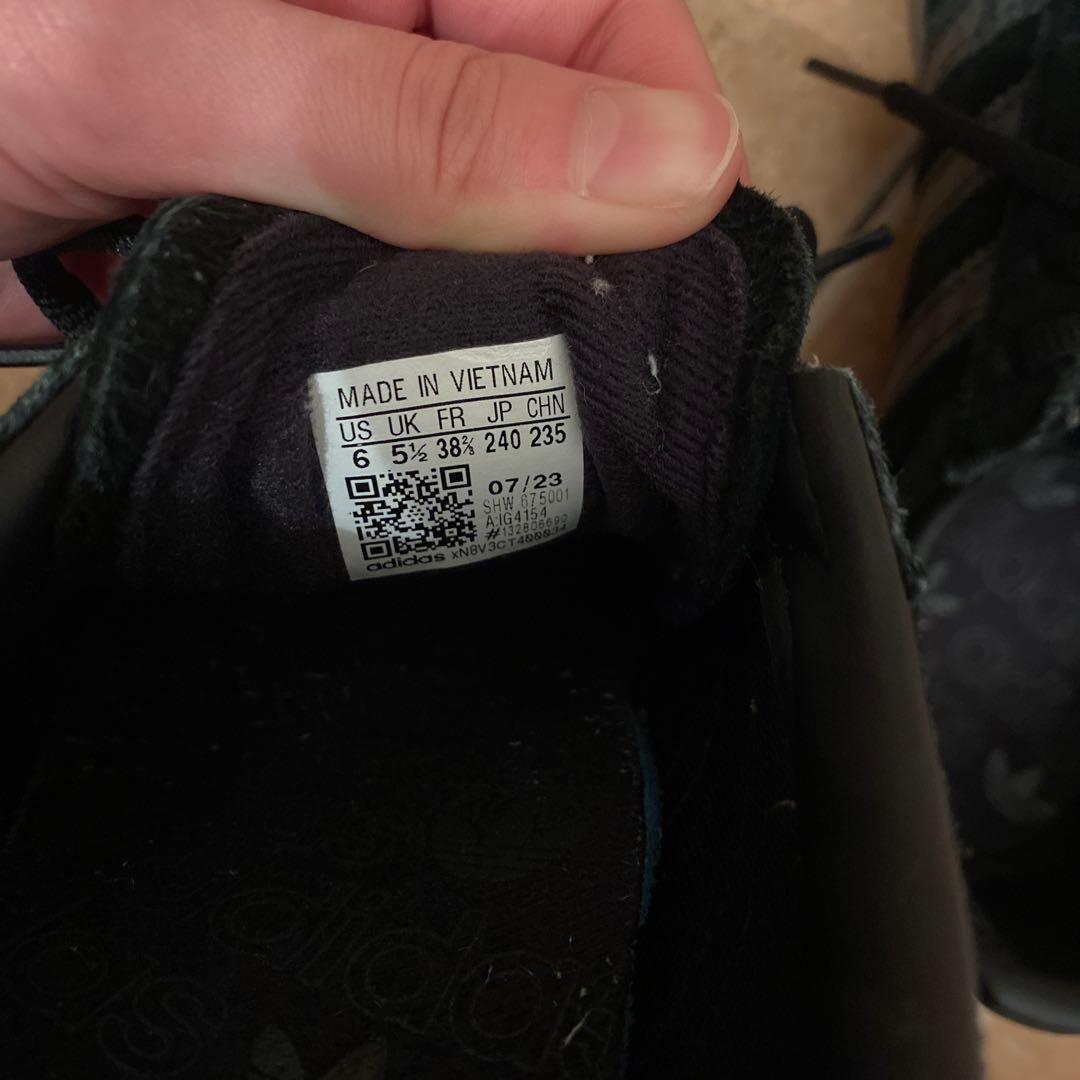 MADE IN VIETNAM
US UK FR JP CHN
6 5½ 38⅔ 240 235
07/23
SHW 675001
A:IG4154
adidas
adidas